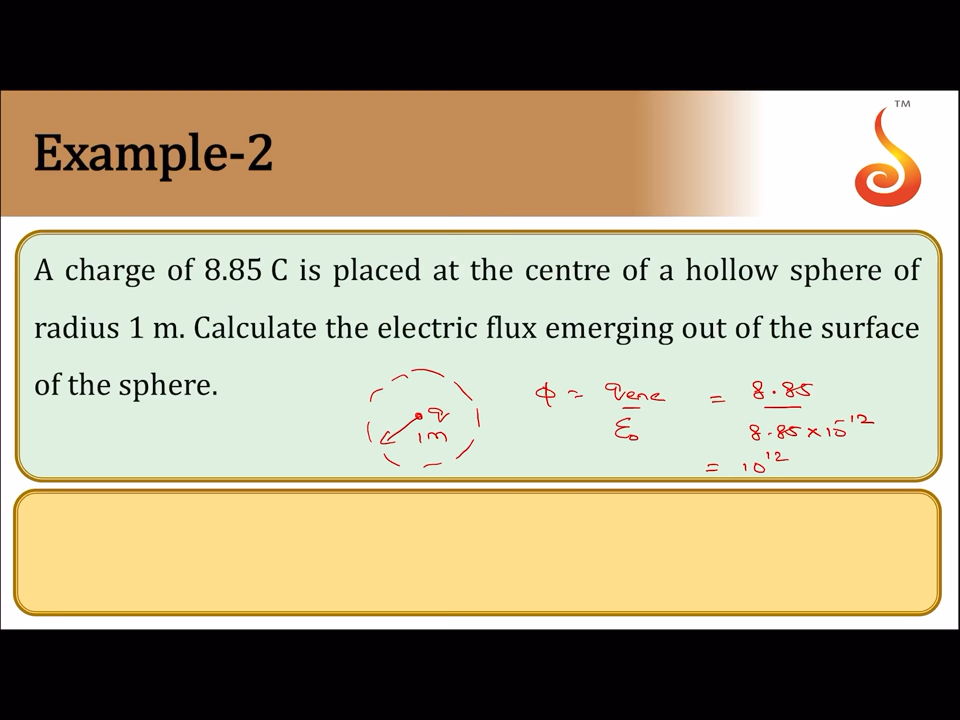 TM
Example-2
A charge of 8.85 C is placed at the centre of a hollow sphere of
radius 1 m. Calculate the electric flux emerging out of the surface
of the sphere.
q
1m
ϕ = qenc / ε₀ = 8.85 / 8.85 × 10⁻¹²
= 10¹²